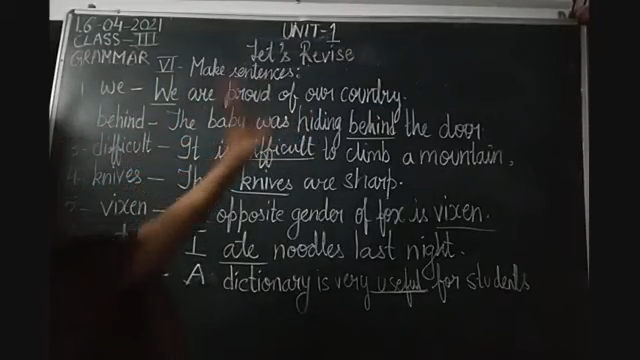 16-04-2021
UNIT-1
CLASS-III
Let's Revise
GRAMMAR
VI- Make sentences:
1. we - We are proud of our country.
behind - The baby was hiding behind the door
3- difficult - It is difficult to climb a mountain.
4. knives - The knives are sharp.
5- vixen - opposite gender of fox is vixen.
I ate noodles last night.
- A dictionary is very useful for students